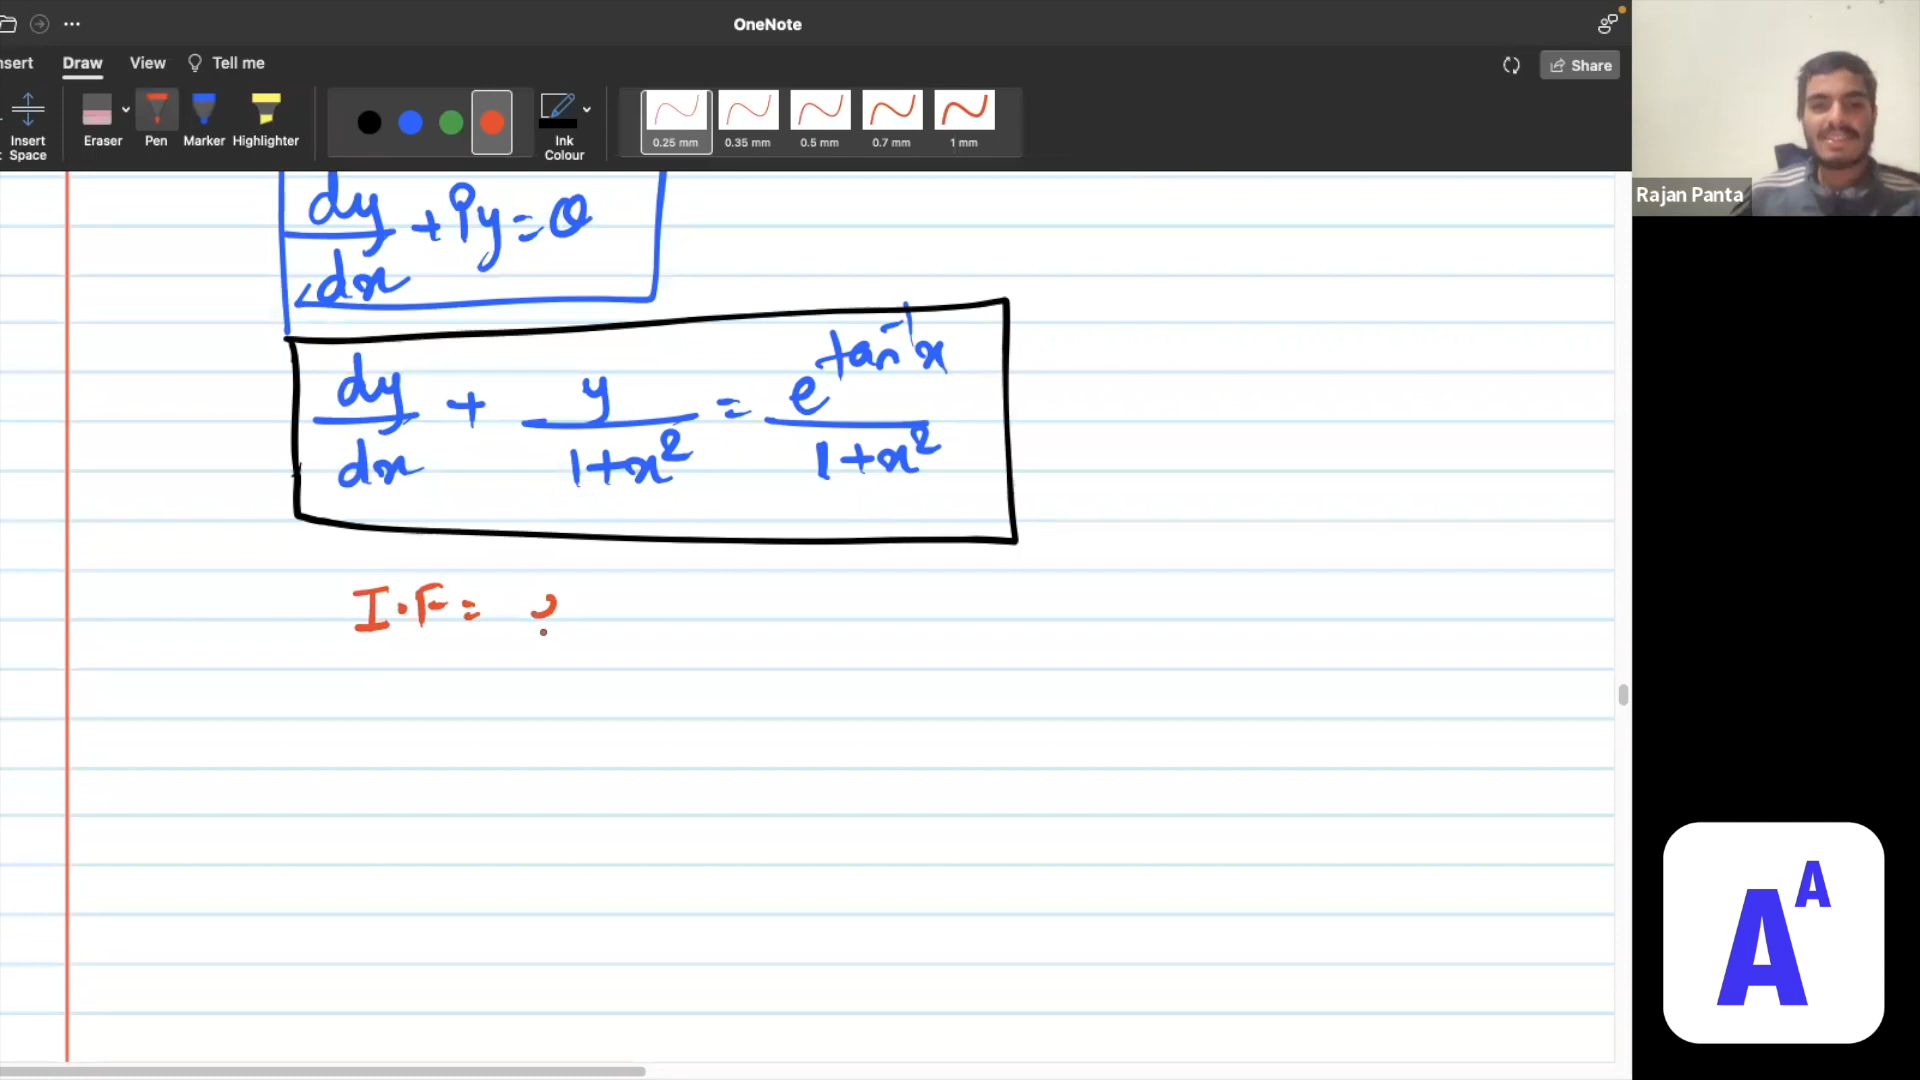 OneNote
nsert Draw View Tell me
Share
Insert Space
Eraser
Pen
Marker
Highlighter
Ink Colour
0.25 mm
0.35 mm
0.5 mm
0.7 mm
1 mm
Rajan Panta
dy/dx + Py = Q
dy/dx + y/(1+x²) = e^(tan⁻¹x)/(1+x²)
I.F = ?
A^A